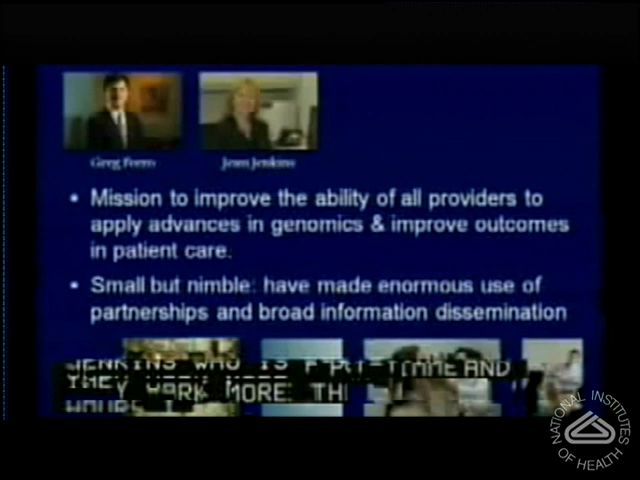 Greg Feero
Jean Jenkins
• Mission to improve the ability of all providers to
apply advances in genomics & improve outcomes
in patient care.
• Small but nimble: have made enormous use of
partnerships and broad information dissemination
JENKINS WHO IS AND
THEY WORK MORE
NATIONAL INSTITUTES
OF HEALTH